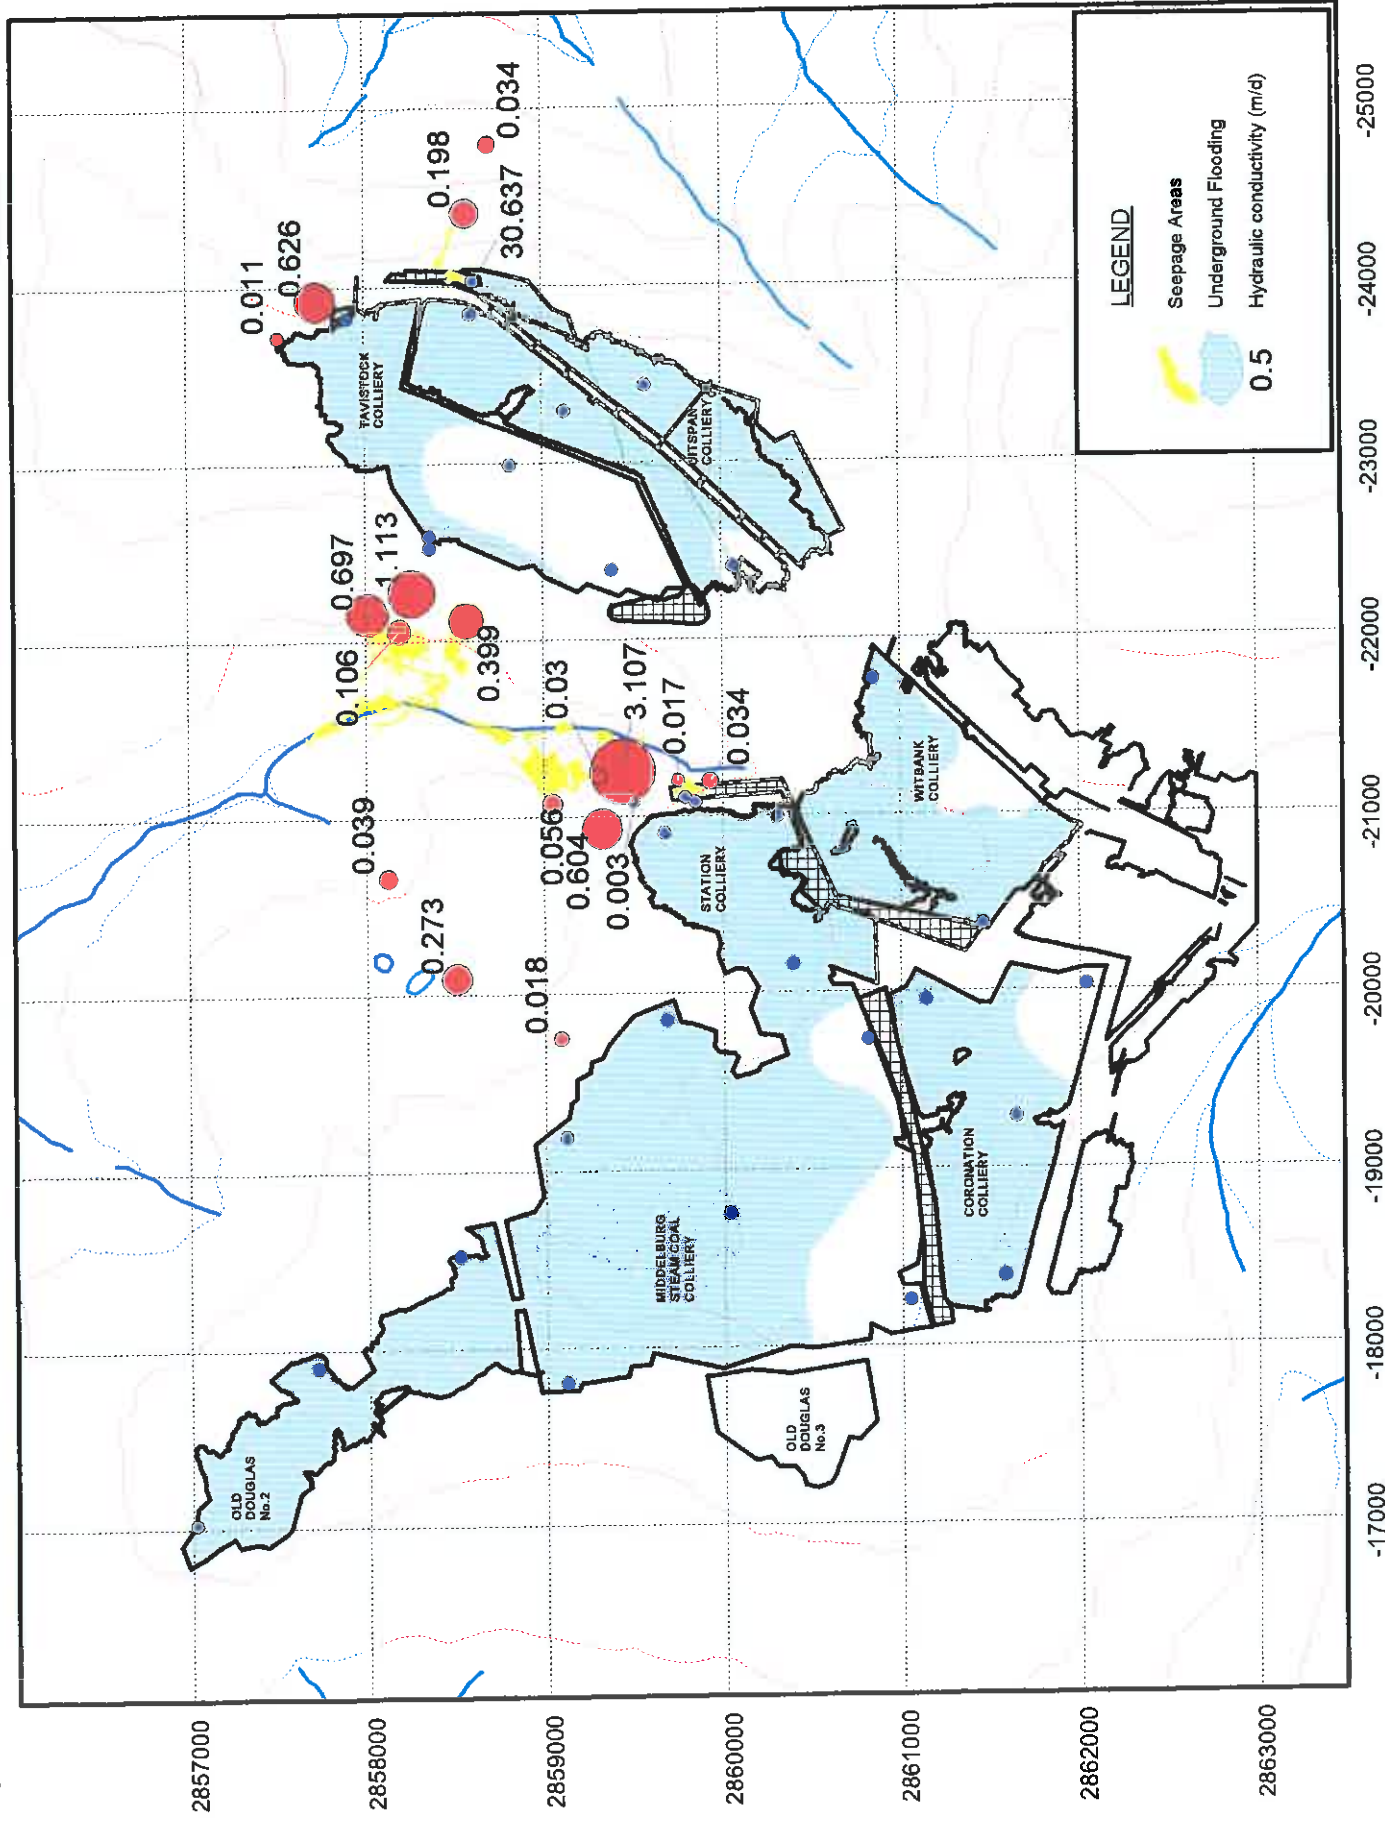 0.011
0.626
0.198
0.034
30.637
TAVISTOCK
COLLIERY
UITSPAN
COLLIERY
0.697
1.113
0.106
0.399
0.03
3.107
0.017
0.034
0.039
0.273
0.056
0.604
0.003
0.018
STATION
COLLIERY
WITBANK
COLLIERY
MIDDELBURG
STEAM COAL
COLLIERY
CORONATION
COLLIERY
OLD
DOUGLAS
No.2
OLD
DOUGLAS
No.3
LEGEND
Seepage Areas
Underground Flooding
0.5 Hydraulic conductivity (m/d)
2857000
2858000
2859000
2860000
2861000
2862000
2863000
-17000
-18000
-19000
-20000
-21000
-22000
-23000
-24000
-25000